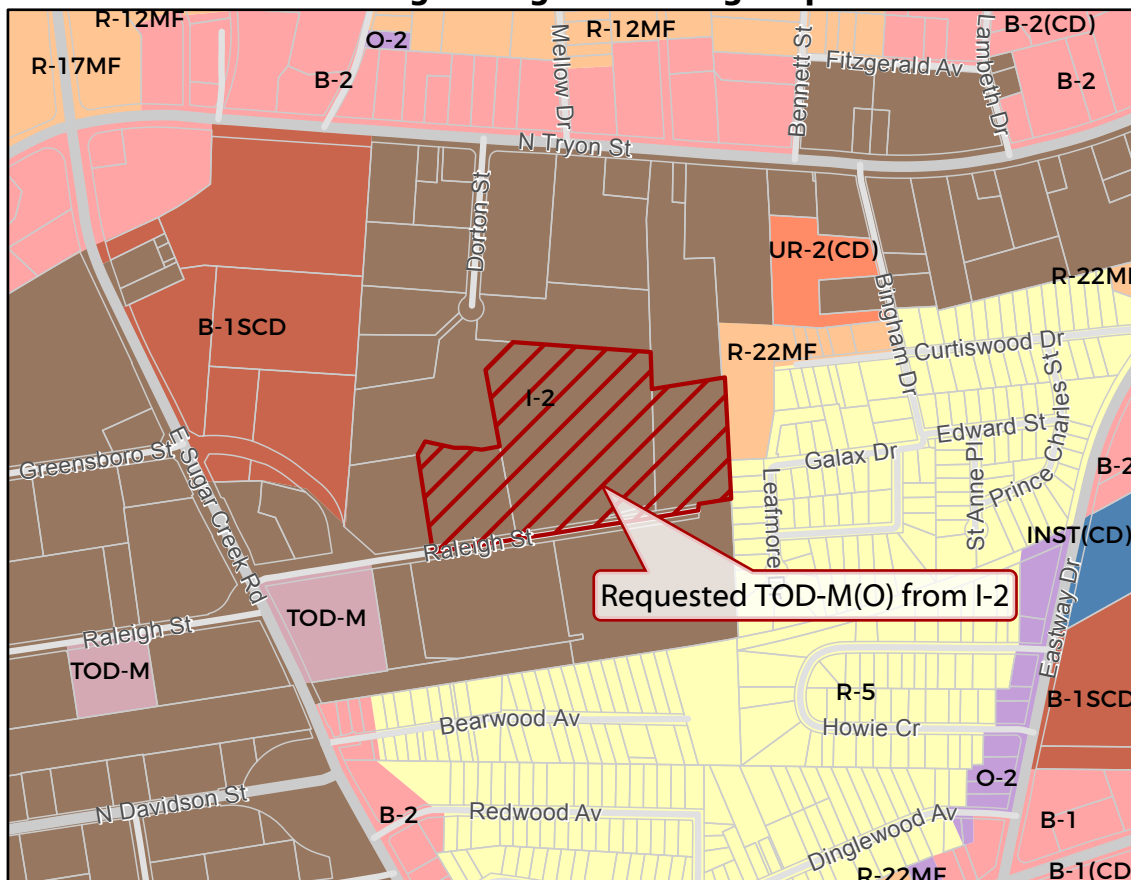 R-12MF
O-2
R-12MF
B-2(CD)
R-17MF
B-2
Mellow Dr
Bennett St
Fitzgerald Av
Lambeth Dr
B-2
N Tryon St
Dorton St
UR-2(CD)
Bingham Dr
R-22MF
B-1SCD
R-22MF
Curtiswood Dr
I-2
Prince Charles St
Edward St
Greensboro St
E Sugar Creek Rd
Galax Dr
St Anne Pl
B-2
Leafmore
Raleigh St
INST(CD)
Requested TOD-M(O) from I-2
TOD-M
Raleigh St
Eastway Dr
TOD-M
R-5
B-1SCD
Bearwood Av
Howie Cr
O-2
N Davidson St
B-2
Redwood Av
Dinglewood Av
B-1
R-22MF
B-1(CD